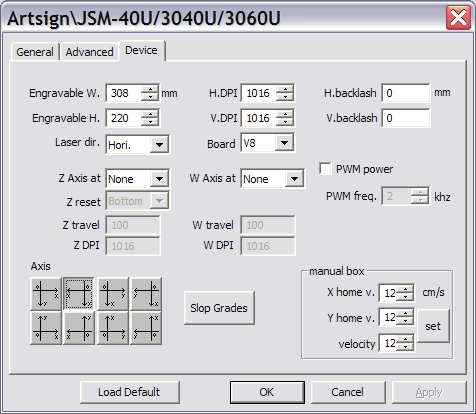 Artsign\JSM-40U/3040U/3060U
General Advanced Device
Engravable W. 308 mm H.DPI 1016 H.backlash 0 mm
Engravable H. 220 V.DPI 1016 V.backlash 0
Laser dir. Hori. Board V8
Z Axis at None W Axis at None PWM power
Z reset Bottom PWM freq. 2 khz
Z travel 100 W travel 100
Z DPI 1016 W DPI 1016
Axis
manual box
X home v. 12 cm/s
Y home v. 12
velocity 12
set
Slop Grades
Load Default OK Cancel Apply